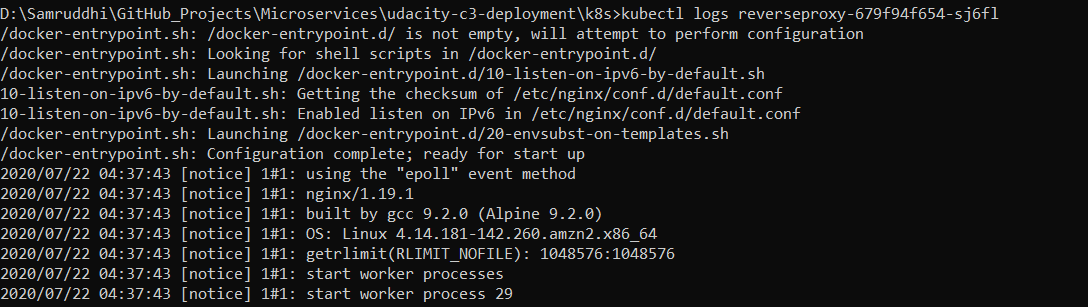 D:\Samruddhi\GitHub_Projects\Microservices\udacity-c3-deployment\k8s>kubectl logs reverseproxy-679f94f654-sj6fl
/docker-entrypoint.sh: /docker-entrypoint.d/ is not empty, will attempt to perform configuration
/docker-entrypoint.sh: Looking for shell scripts in /docker-entrypoint.d/
/docker-entrypoint.sh: Launching /docker-entrypoint.d/10-listen-on-ipv6-by-default.sh
10-listen-on-ipv6-by-default.sh: Getting the checksum of /etc/nginx/conf.d/default.conf
10-listen-on-ipv6-by-default.sh: Enabled listen on IPv6 in /etc/nginx/conf.d/default.conf
/docker-entrypoint.sh: Launching /docker-entrypoint.d/20-envsubst-on-templates.sh
/docker-entrypoint.sh: Configuration complete; ready for start up
2020/07/22 04:37:43 [notice] 1#1: using the "epoll" event method
2020/07/22 04:37:43 [notice] 1#1: nginx/1.19.1
2020/07/22 04:37:43 [notice] 1#1: built by gcc 9.2.0 (Alpine 9.2.0)
2020/07/22 04:37:43 [notice] 1#1: OS: Linux 4.14.181-142.260.amzn2.x86_64
2020/07/22 04:37:43 [notice] 1#1: getrlimit(RLIMIT_NOFILE): 1048576:1048576
2020/07/22 04:37:43 [notice] 1#1: start worker processes
2020/07/22 04:37:43 [notice] 1#1: start worker process 29